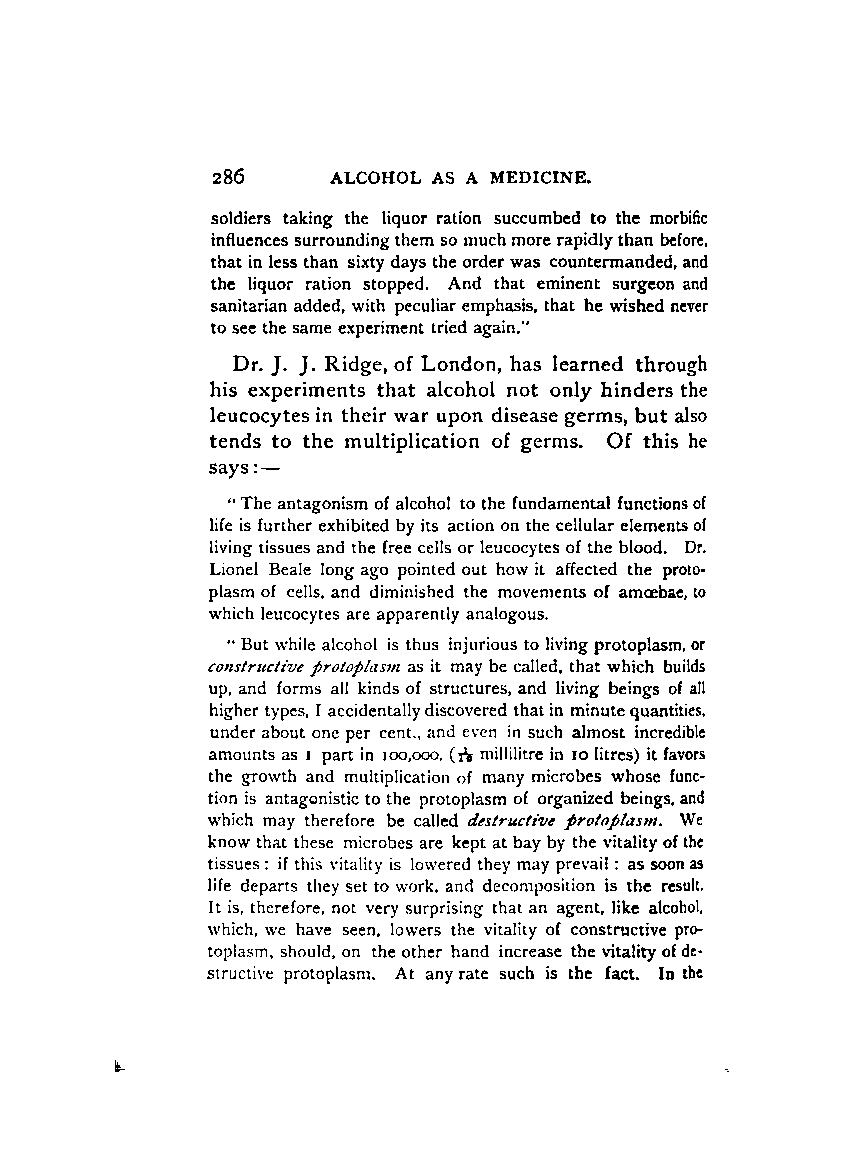 286 ALCOHOL AS A MEDICINE.
soldiers taking the liquor ration succumbed to the morbific
influences surrounding them so much more rapidly than before,
that in less than sixty days the order was countermanded, and
the liquor ration stopped. And that eminent surgeon and
sanitarian added, with peculiar emphasis, that he wished never
to see the same experiment tried again."
Dr. J. J. Ridge, of London, has learned through
his experiments that alcohol not only hinders the
leucocytes in their war upon disease germs, but also
tends to the multiplication of germs. Of this he
says:—
"The antagonism of alcohol to the fundamental functions of
life is further exhibited by its action on the cellular elements of
living tissues and the free cells or leucocytes of the blood. Dr.
Lionel Beale long ago pointed out how it affected the proto-
plasm of cells, and diminished the movements of amœbae, to
which leucocytes are apparently analogous.
"But while alcohol is thus injurious to living protoplasm, or
constructive protoplasm as it may be called, that which builds
up, and forms all kinds of structures, and living beings of all
higher types, I accidentally discovered that in minute quantities,
under about one per cent., and even in such almost incredible
amounts as 1 part in 100,000, (1/10 millilitre in 10 litres) it favors
the growth and multiplication of many microbes whose func-
tion is antagonistic to the protoplasm of organized beings, and
which may therefore be called destructive protoplasm. We
know that these microbes are kept at bay by the vitality of the
tissues: if this vitality is lowered they may prevail: as soon as
life departs they set to work, and decomposition is the result.
It is, therefore, not very surprising that an agent, like alcohol,
which, we have seen, lowers the vitality of constructive pro-
toplasm, should, on the other hand increase the vitality of de-
structive protoplasm. At any rate such is the fact. In the